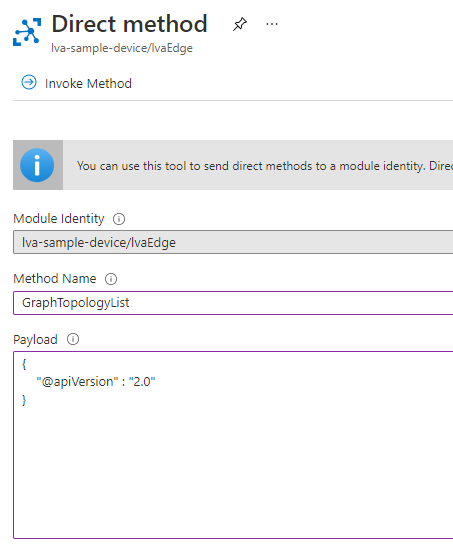 Direct method
lva-sample-device/lvaEdge
Invoke Method
You can use this tool to send direct methods to a module identity. Direc
Module Identity
lva-sample-device/lvaEdge
Method Name
GraphTopologyList
Payload
{
"@apiVersion" : "2.0"
}